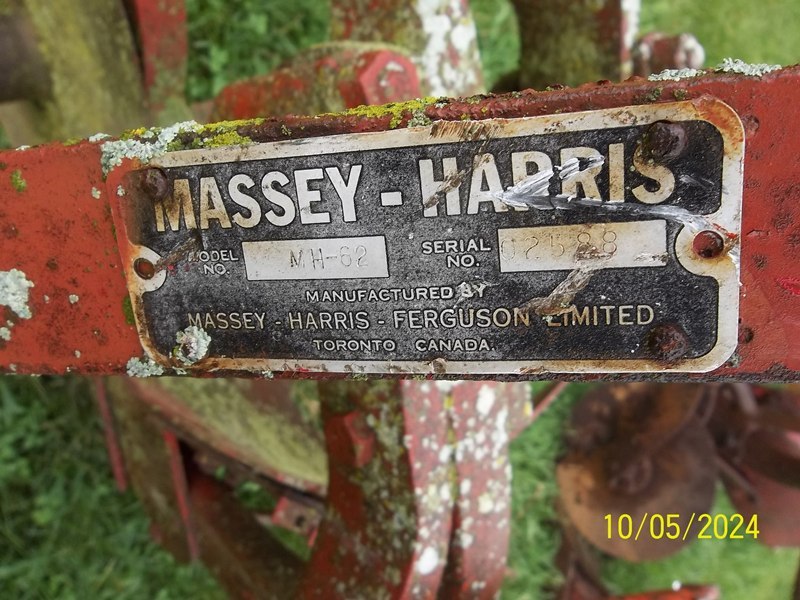 MASSEY - HARRIS
MODEL NO. MH-62 SERIAL NO. 02588
MANUFACTURED BY
MASSEY - HARRIS - FERGUSON LIMITED
TORONTO CANADA.
10/05/2024